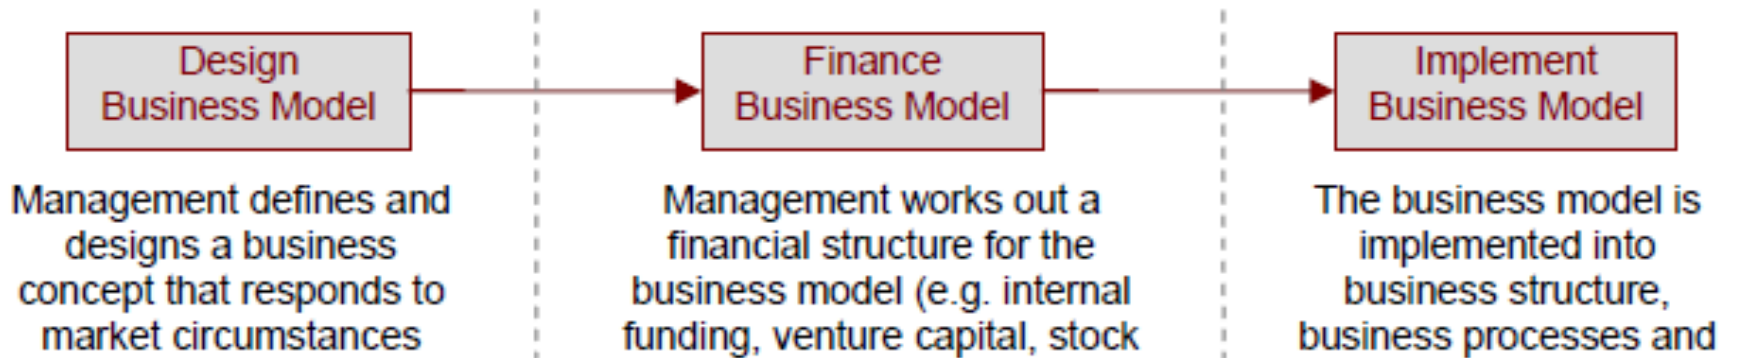 Design
Business Model
Finance
Business Model
Implement
Business Model
Management defines and
designs a business
concept that responds to
market circumstances
Management works out a
financial structure for the
business model (e.g. internal
funding, venture capital, stock
The business model is
implemented into
business structure,
business processes and